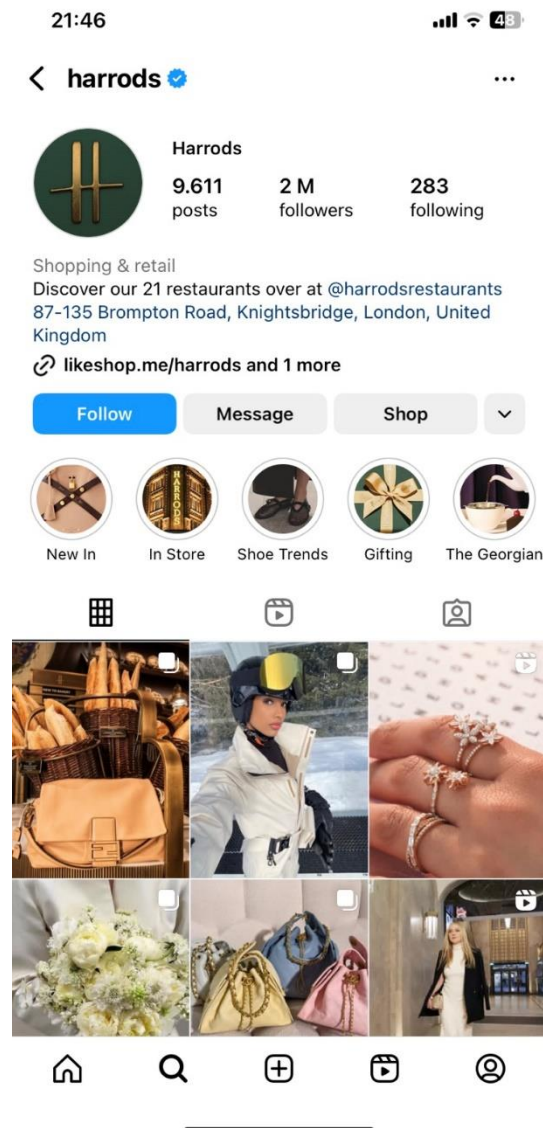 21:46
48
harrods
Harrods
9.611 2 M 283
posts followers following
Shopping & retail
Discover our 21 restaurants over at @harrodsrestaurants
87-135 Brompton Road, Knightsbridge, London, United
Kingdom
likeshop.me/harrods and 1 more
Follow Message Shop
HARRODS
New In In Store Shoe Trends Gifting The Georgian